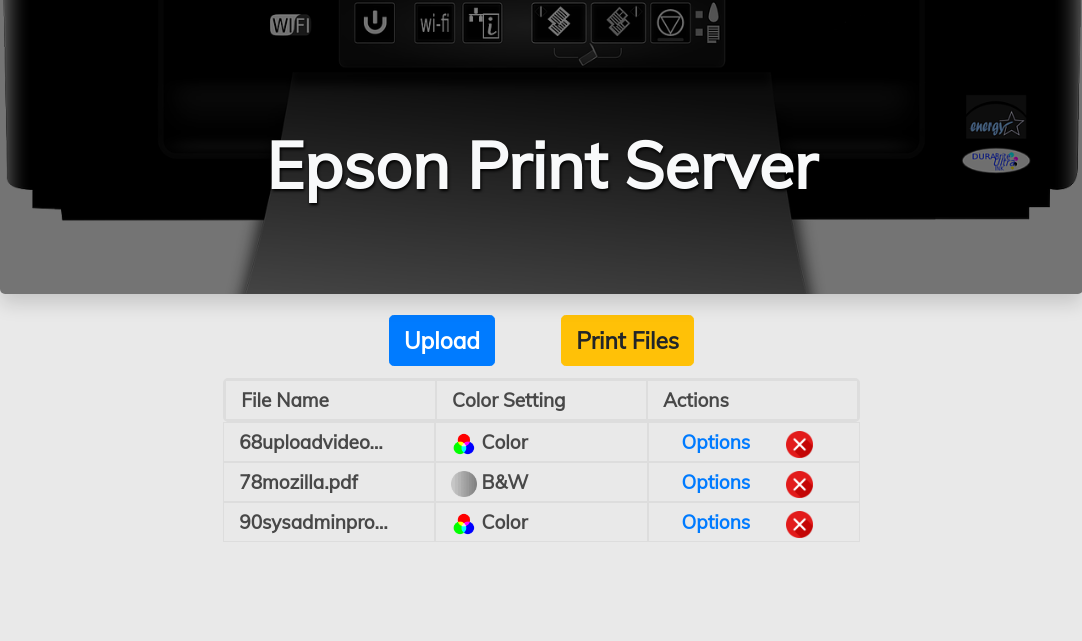 WIFI
wi-fi i
energy
DURABrite
Ultra
INK
Epson Print Server
Upload Print Files
File Name Color Setting Actions
68uploadvideo... Color Options
78mozilla.pdf B&W Options
90sysadminpro... Color Options